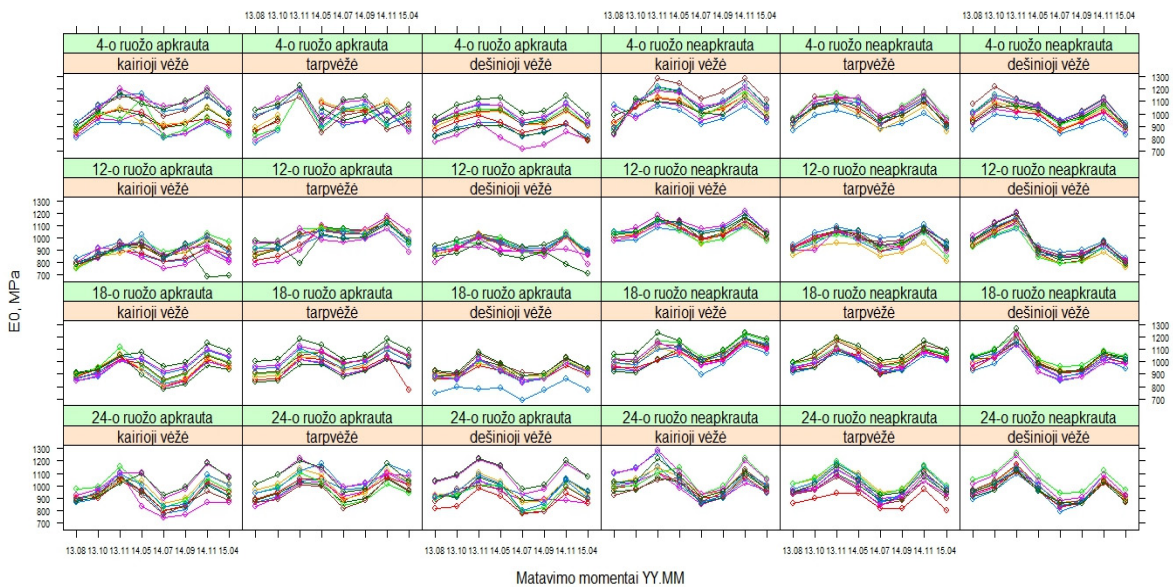 13.08 13.10 13.11 14.05 14.07 14.09 14.11 15.04
13.08 13.10 13.11 14.05 14.07 14.09 14.11 15.04
13.08 13.10 13.11 14.05 14.07 14.09 14.11 15.04
4-o ruožo apkrauta 4-o ruožo apkrauta 4-o ruožo apkrauta 4-o ruožo neapkrauta 4-o ruožo neapkrauta 4-o ruožo neapkrauta
kairioji vėžė tarpvėžė dešinioji vėžė kairioji vėžė tarpvėžė dešinioji vėžė
1300
1200
1100
1000
900
800
700
12-o ruožo apkrauta 12-o ruožo apkrauta 12-o ruožo apkrauta 12-o ruožo neapkrauta 12-o ruožo neapkrauta 12-o ruožo neapkrauta
kairioji vėžė tarpvėžė dešinioji vėžė kairioji vėžė tarpvėžė dešinioji vėžė
1300
1200
1100
1000
900
800
700
18-o ruožo apkrauta 18-o ruožo apkrauta 18-o ruožo apkrauta 18-o ruožo neapkrauta 18-o ruožo neapkrauta 18-o ruožo neapkrauta
kairioji vėžė tarpvėžė dešinioji vėžė kairioji vėžė tarpvėžė dešinioji vėžė
1300
1200
1100
1000
900
800
700
24-o ruožo apkrauta 24-o ruožo apkrauta 24-o ruožo apkrauta 24-o ruožo neapkrauta 24-o ruožo neapkrauta 24-o ruožo neapkrauta
kairioji vėžė tarpvėžė dešinioji vėžė kairioji vėžė tarpvėžė dešinioji vėžė
1300
1200
1100
1000
900
800
700
13.08 13.10 13.11 14.05 14.07 14.09 14.11 15.04
13.08 13.10 13.11 14.05 14.07 14.09 14.11 15.04
13.08 13.10 13.11 14.05 14.07 14.09 14.11 15.04
E0, MPa
Matavimo momentai YY.MM